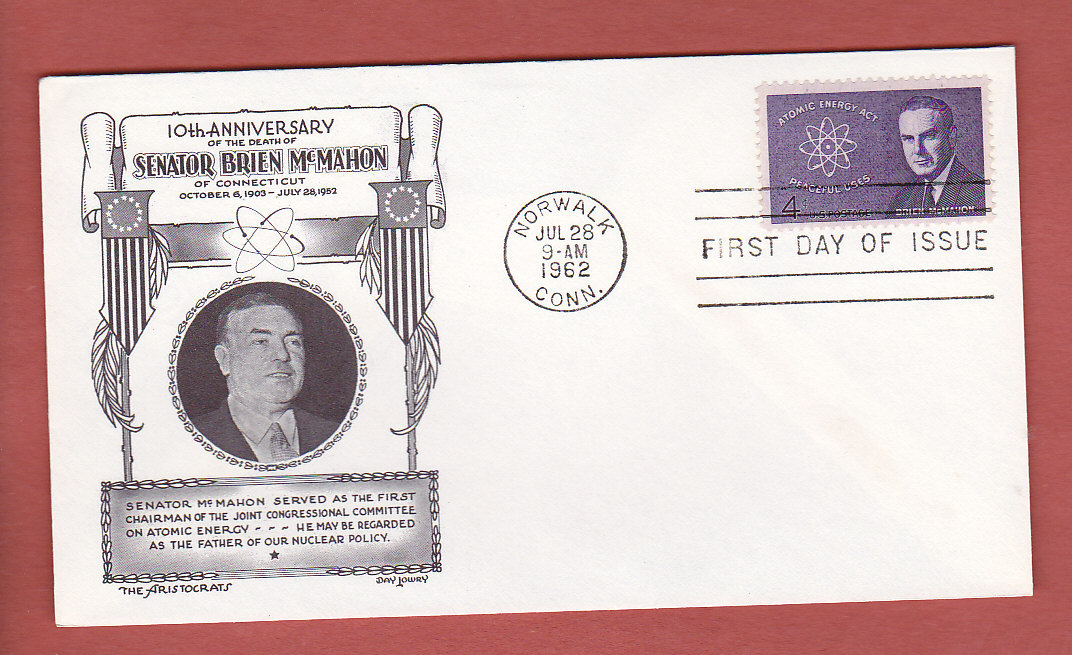 10th ANNIVERSARY
OF THE DEATH OF
SENATOR BRIEN McMAHON
OF CONNECTICUT
OCTOBER 6, 1903 - JULY 28, 1952
SENATOR McMAHON SERVED AS THE FIRST
CHAIRMAN OF THE JOINT CONGRESSIONAL COMMITTEE
ON ATOMIC ENERGY - ~ ~ HE MAY BE REGARDED
AS THE FATHER OF OUR NUCLEAR POLICY.
THE ARISTOCRATS
DAY LOWRY
NORWALK
JUL 28
9-AM
1962
CONN.
ATOMIC ENERGY ACT
PEACEFUL USES
4¢ U.S. POSTAGE BRIEN McMAHON
FIRST DAY OF ISSUE